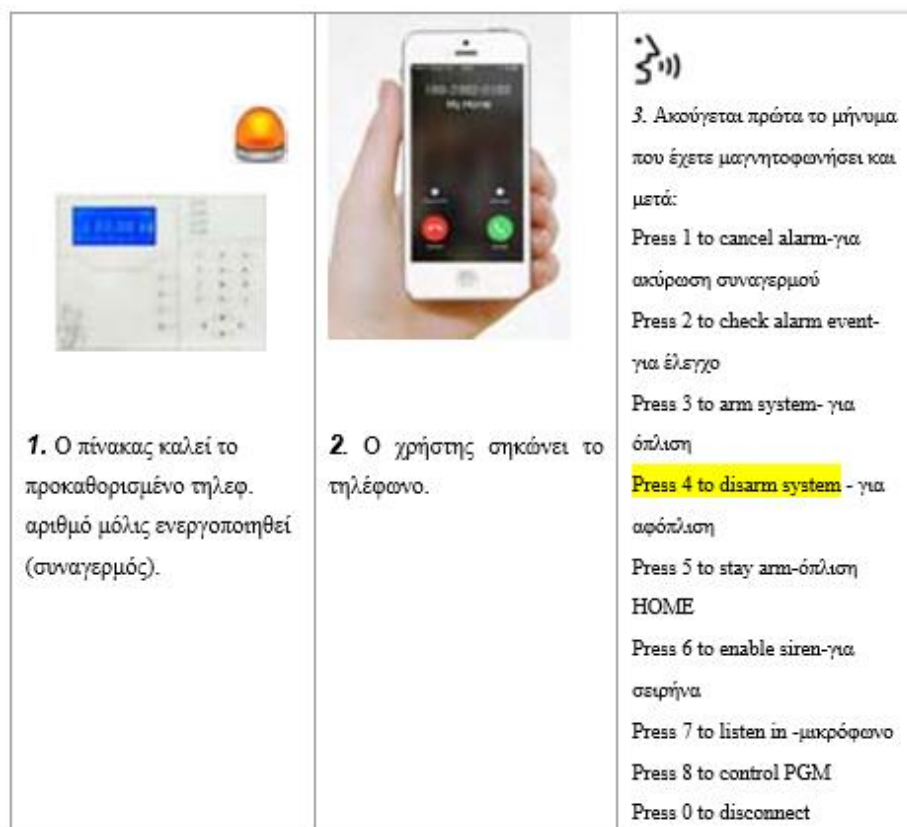 1. Ο πίνακας καλεί το
προκαθορισμένο τηλεφ.
αριθμό μόλις ενεργοποιηθεί
(συναγερμός).
My Home
2. Ο χρήστης σηκώνει το
τηλέφωνο.
3. Ακούγεται πρώτα το μήνυμα
που έχετε μαγνητοφωνήσει και
μετά:
Press 1 to cancel alarm-για
ακύρωση συναγερμού
Press 2 to check alarm event-
για έλεγχο
Press 3 to arm system- για
όπλιση
Press 4 to disarm system - για
αφόπλιση
Press 5 to stay arm-όπλιση
HOME
Press 6 to enable siren-για
σειρήνα
Press 7 to listen in -μικρόφωνο
Press 8 to control PGM
Press 0 to disconnect